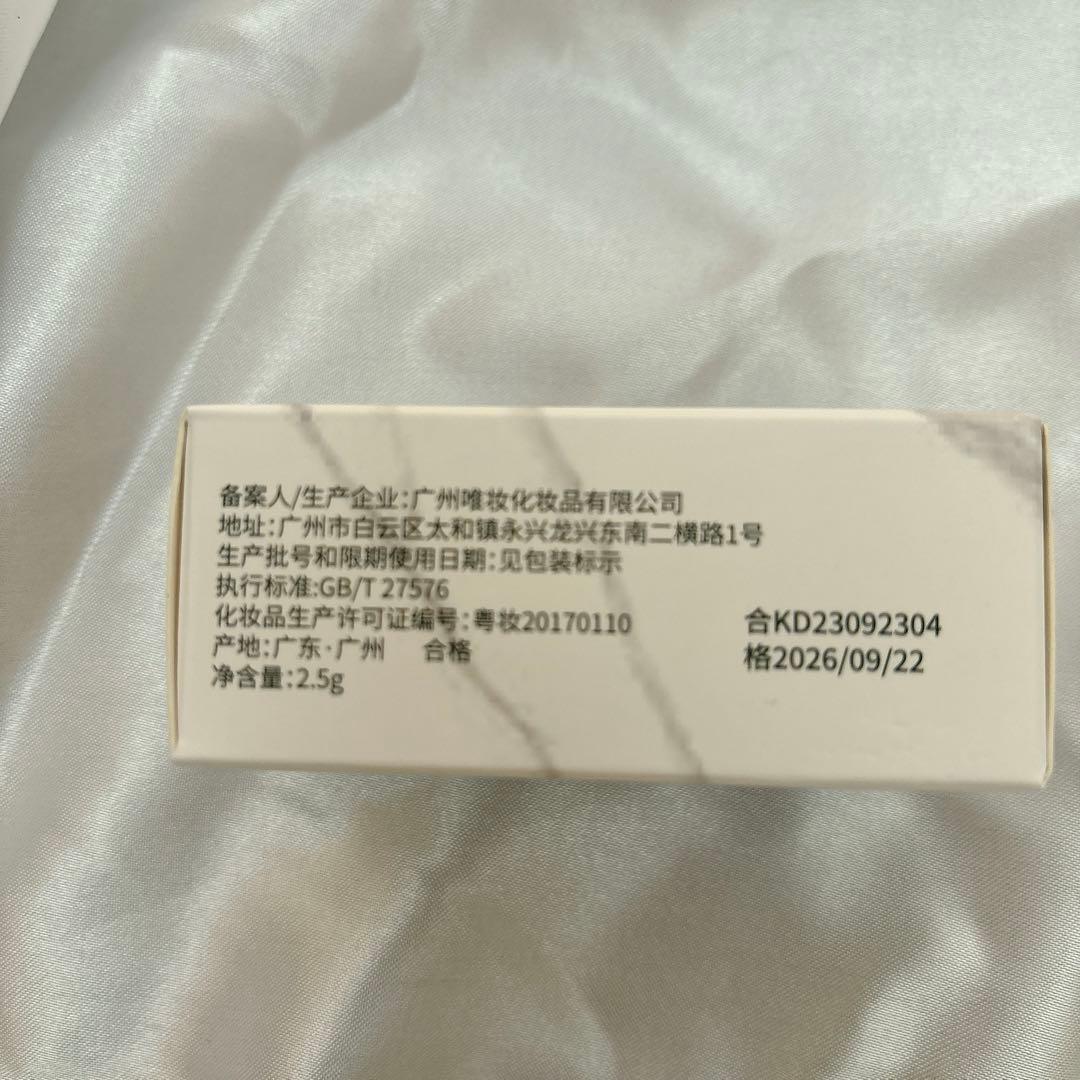 备案人/生产企业:广州唯妆化妆品有限公司
地址:广州市白云区太和镇永兴龙兴东南二横路1号
生产批号和限期使用日期:见包装标示
执行标准:GB/T 27576
化妆品生产许可证编号:粤妆20170110
产地:广东·广州 合格
净含量:2.5g
合KD23092304
格2026/09/22